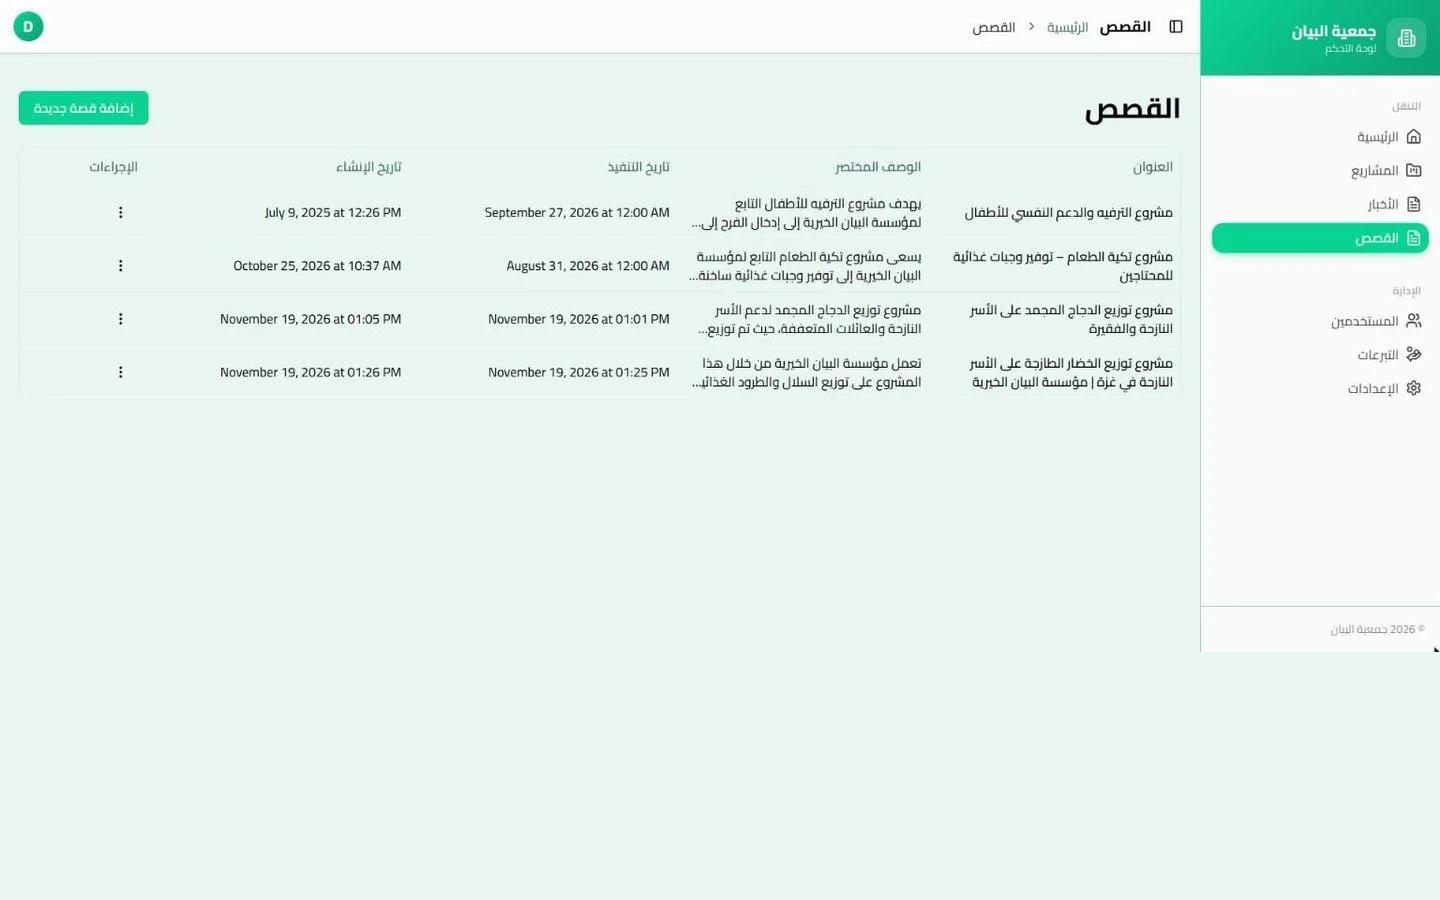 جمعية البيان
لوحة التحكم
التنقل
الرئيسية
المشاريع
الأخبار
القصص
الإدارة
المستخدمين
التبرعات
الإعدادات
© 2026 جمعية البيان
القصص
الرئيسية
القصص
D
القصص
إضافة قصة جديدة
العنوان
الوصف المختصر
تاريخ التنفيذ
تاريخ الإنشاء
الإجراءات
مشروع الترفيه والدعم النفسي للأطفال
يهدف مشروع الترفيه للأطفال التابع
لمؤسسة البيان الخيرية إلى إدخال الفرح إلى...
September 27, 2026 at 12:00 AM
July 9, 2025 at 12:26 PM
مشروع تكية الطعام – توفير وجبات غذائية
للمحتاجين
يسعى مشروع تكية الطعام التابع لمؤسسة
البيان الخيرية إلى توفير وجبات غذائية ساخنة...
August 31, 2026 at 12:00 AM
October 25, 2026 at 10:37 AM
مشروع توزيع الدجاج المجمد على الأسر
النازحة والفقيرة
مشروع توزيع الدجاج المجمد لدعم الأسر
النازحة والعائلات المتعففة، حيث تم توزيع...
November 19, 2026 at 01:01 PM
November 19, 2026 at 01:05 PM
مشروع توزيع الخضار الطازجة على الأسر
النازحة في غزة | مؤسسة البيان الخيرية
تعمل مؤسسة البيان الخيرية من خلال هذا
المشروع على توزيع السلال والطرود الغذائيـ...
November 19, 2026 at 01:25 PM
November 19, 2026 at 01:26 PM